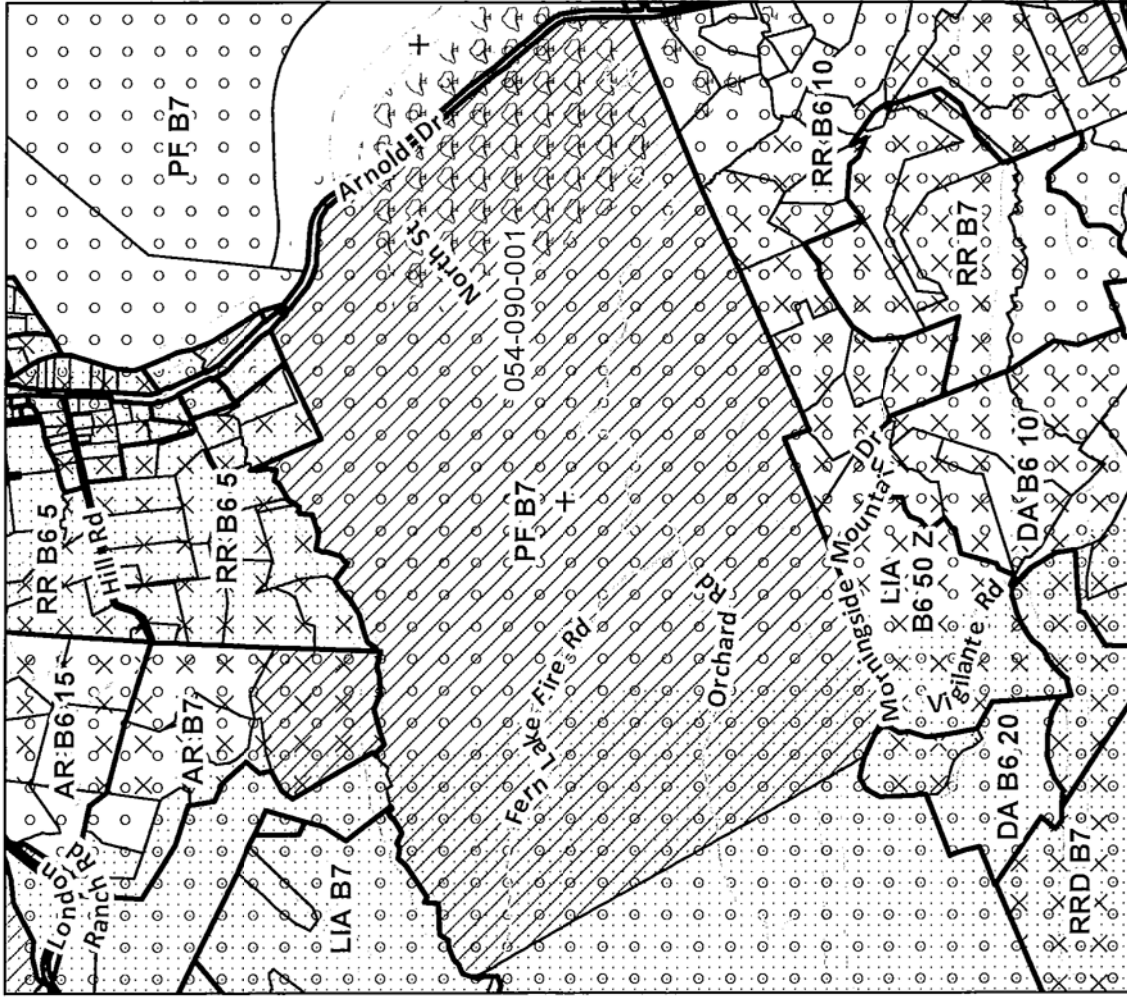 PF B7
Arnold Dr
North St
054-090-001
RR B6 5
Hill Rd
RR B6 5
AR B6 15
AR B7
London
Ranch Rd
LIA B7
PF B7
Fern Lake Fire Rd
Orchard Rd
RR B6 10
RR B7
Morningside Mountain Dr
LIA
B6 50 Z
Vigilante Rd
DA B6 10
DA B6 20
RRD B7